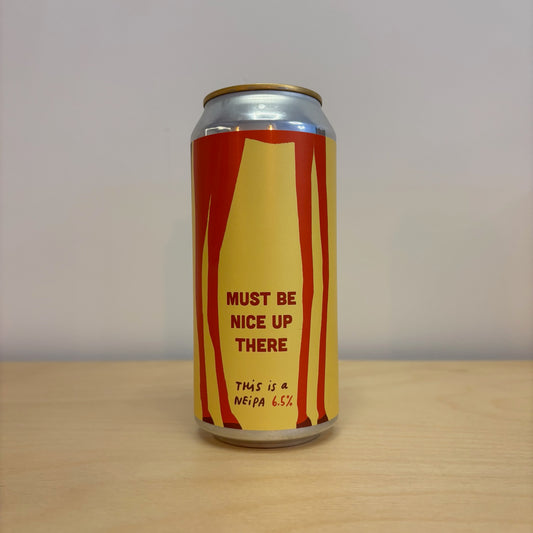 MUST BE
NICE UP
THERE
THiS iS a
NEiPA 6.5%